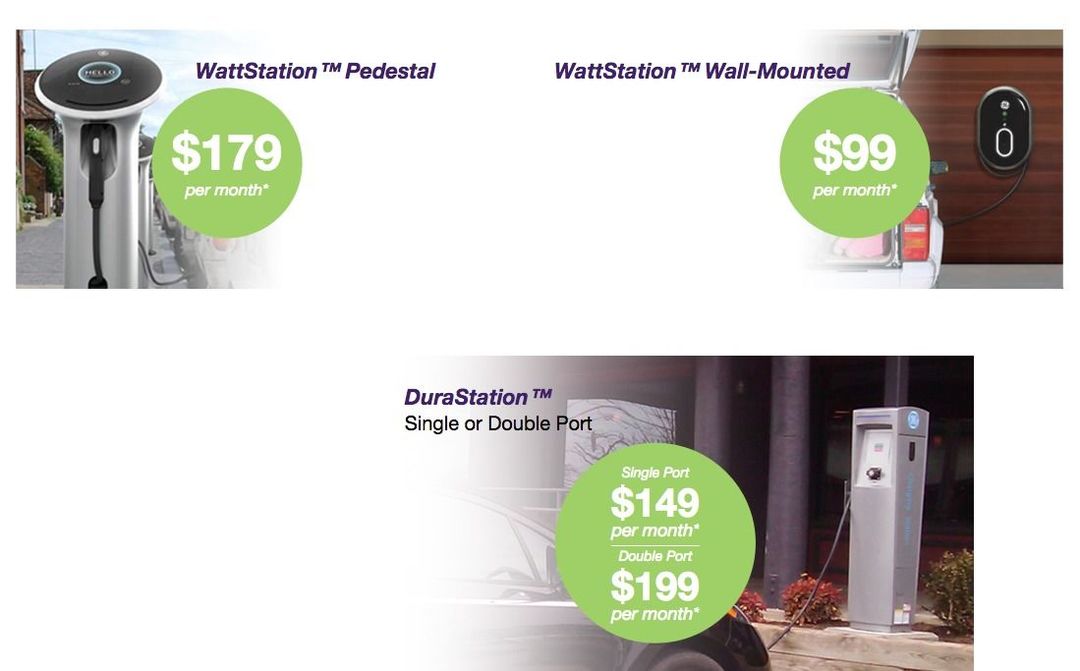 WattStation™ Pedestal
HELLO
$179
per month*
WattStation™ Wall-Mounted
$99
per month*
DuraStation™
Single or Double Port
Single Port
$149
per month*
Double Port
$199
per month*